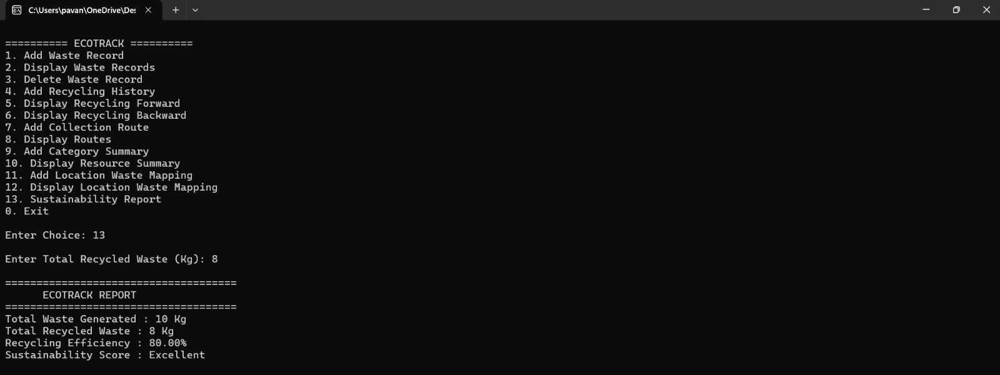 C:\Users\pavan\OneDrive\Des
========== ECOTRACK ==========
1. Add Waste Record
2. Display Waste Records
3. Delete Waste Record
4. Add Recycling History
5. Display Recycling Forward
6. Display Recycling Backward
7. Add Collection Route
8. Display Routes
9. Add Category Summary
10. Display Resource Summary
11. Add Location Waste Mapping
12. Display Location Waste Mapping
13. Sustainability Report
0. Exit
Enter Choice: 13
Enter Total Recycled Waste (Kg): 8
=====================================
ECOTRACK REPORT
=====================================
Total Waste Generated : 10 Kg
Total Recycled Waste : 8 Kg
Recycling Efficiency : 80.00%
Sustainability Score : Excellent